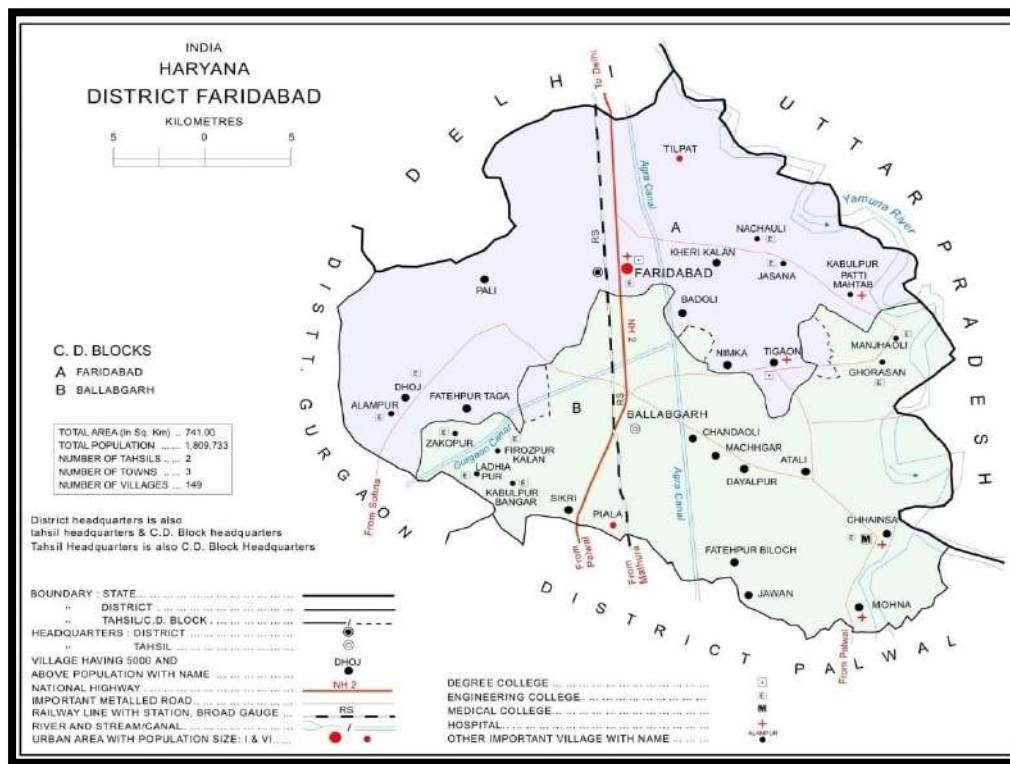 INDIA
HARYANA
DISTRICT FARIDABAD
KILOMETRES
5 0 5
D E L H I
To Delhi
U T T A R P R A D E S H
TILPAT
Agra Canal
Yamuna River
RS
A
NACHAULI
E
KHERI KALAN
E
JASANA
KABULPUR
PATTI
MAHTAB
FARIDABAD
E
PALI
BADOLI
NH 2
DISTT. GURGAON
MANJHAOLI
E
NIMKA
TIGAON
GHORASAN
E
C. D. BLOCKS
A FARIDABAD
B BALLABGARH
DHOJ
E
ALAMPUR
E
FATEHPUR TAGA
B
RS
BALLABGARH
TOTAL AREA (In Sq. Km) .. 741.00
TOTAL POPULATION ...... 1,809,733
NUMBER OF TAHSILS .. 2
NUMBER OF TOWNS ... 3
NUMBER OF VILLAGES ... 149
ZAKOPUR
E
Gurgaon Canal
E
FIROZPUR
KALAN
LADHIA
PUR
E
KABULPUR
BANGAR
E
CHANDAOLI
MACHHGAR
DAYALPUR
ATALI
Agra Canal
From Sohna
SIKRI
PIALA
CHHAINSA
E M
District headquarters is also
tahsil headquarters & C.D. Block headquarters
Tahsil Headquarters is also C.D. Block Headquarters
From
Palwal
From
Mathura
FATEHPUR BILOCH
JAWAN
MOHNA
From Palwal
D I S T R I C T P A L W A L
BOUNDARY : STATE
,, DISTRICT
,, TAHSIL/C.D. BLOCK
HEADQUARTERS : DISTRICT
,, TAHSIL
VILLAGE HAVING 5000 AND
ABOVE POPULATION WITH NAME
DHOJ
NATIONAL HIGHWAY
NH 2
IMPORTANT METALLED ROAD
RAILWAY LINE WITH STATION, BROAD GAUGE
RS
RIVER AND STREAM/CANAL
URBAN AREA WITH POPULATION SIZE: I & VI
DEGREE COLLEGE
ENGINEERING COLLEGE E
MEDICAL COLLEGE M
HOSPITAL
OTHER IMPORTANT VILLAGE WITH NAME ALAMPUR